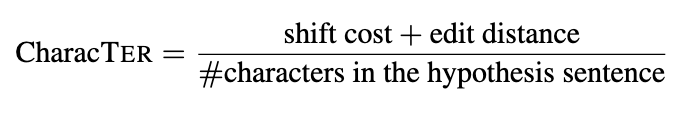 CharacTER = shift cost + edit distance
#characters in the hypothesis sentence